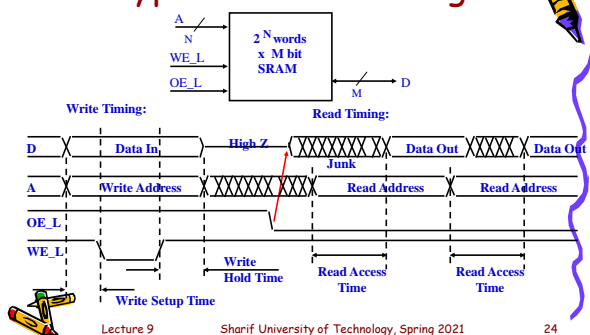 A
N
WE_L
OE_L
2 N words
x M bit
SRAM
M
D
Write Timing:
Read Timing:
D
Data In
High Z
Junk
Data Out
Data Out
A
Write Address
Read Address
Read Address
OE_L
WE_L
Write
Hold Time
Read Access
Time
Read Access
Time
Write Setup Time
Lecture 9
Sharif University of Technology, Spring 2021
24